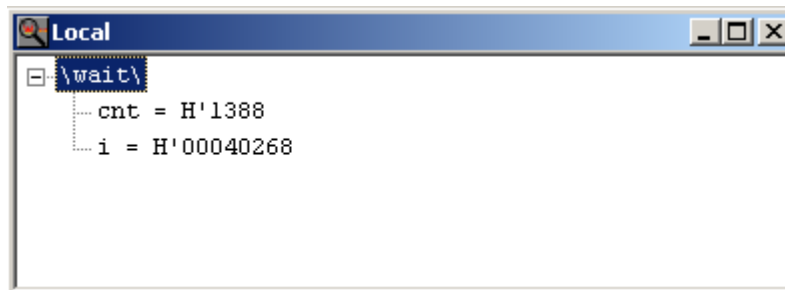 Local
\wait\
cnt = H'1388
i = H'00040268